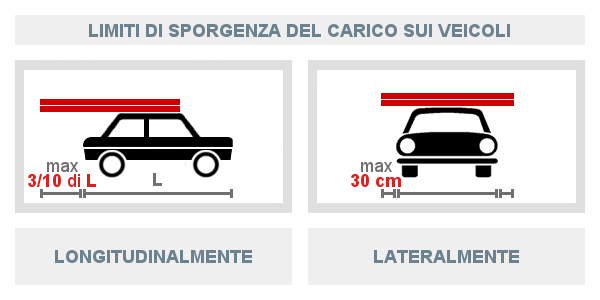 LIMITI DI SPORGENZA DEL CARICO SUI VEICOLI
max
3/10 di L
L
max
30 cm
LONGITUDINALMENTE
LATERALMENTE